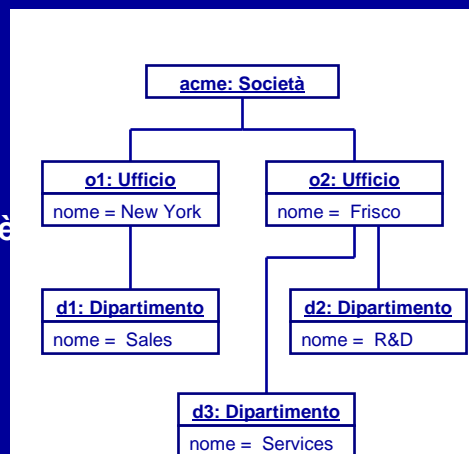 acme: Società
o1: Ufficio
nome = New York
o2: Ufficio
nome = Frisco
è
d1: Dipartimento
nome = Sales
d2: Dipartimento
nome = R&D
d3: Dipartimento
nome = Services